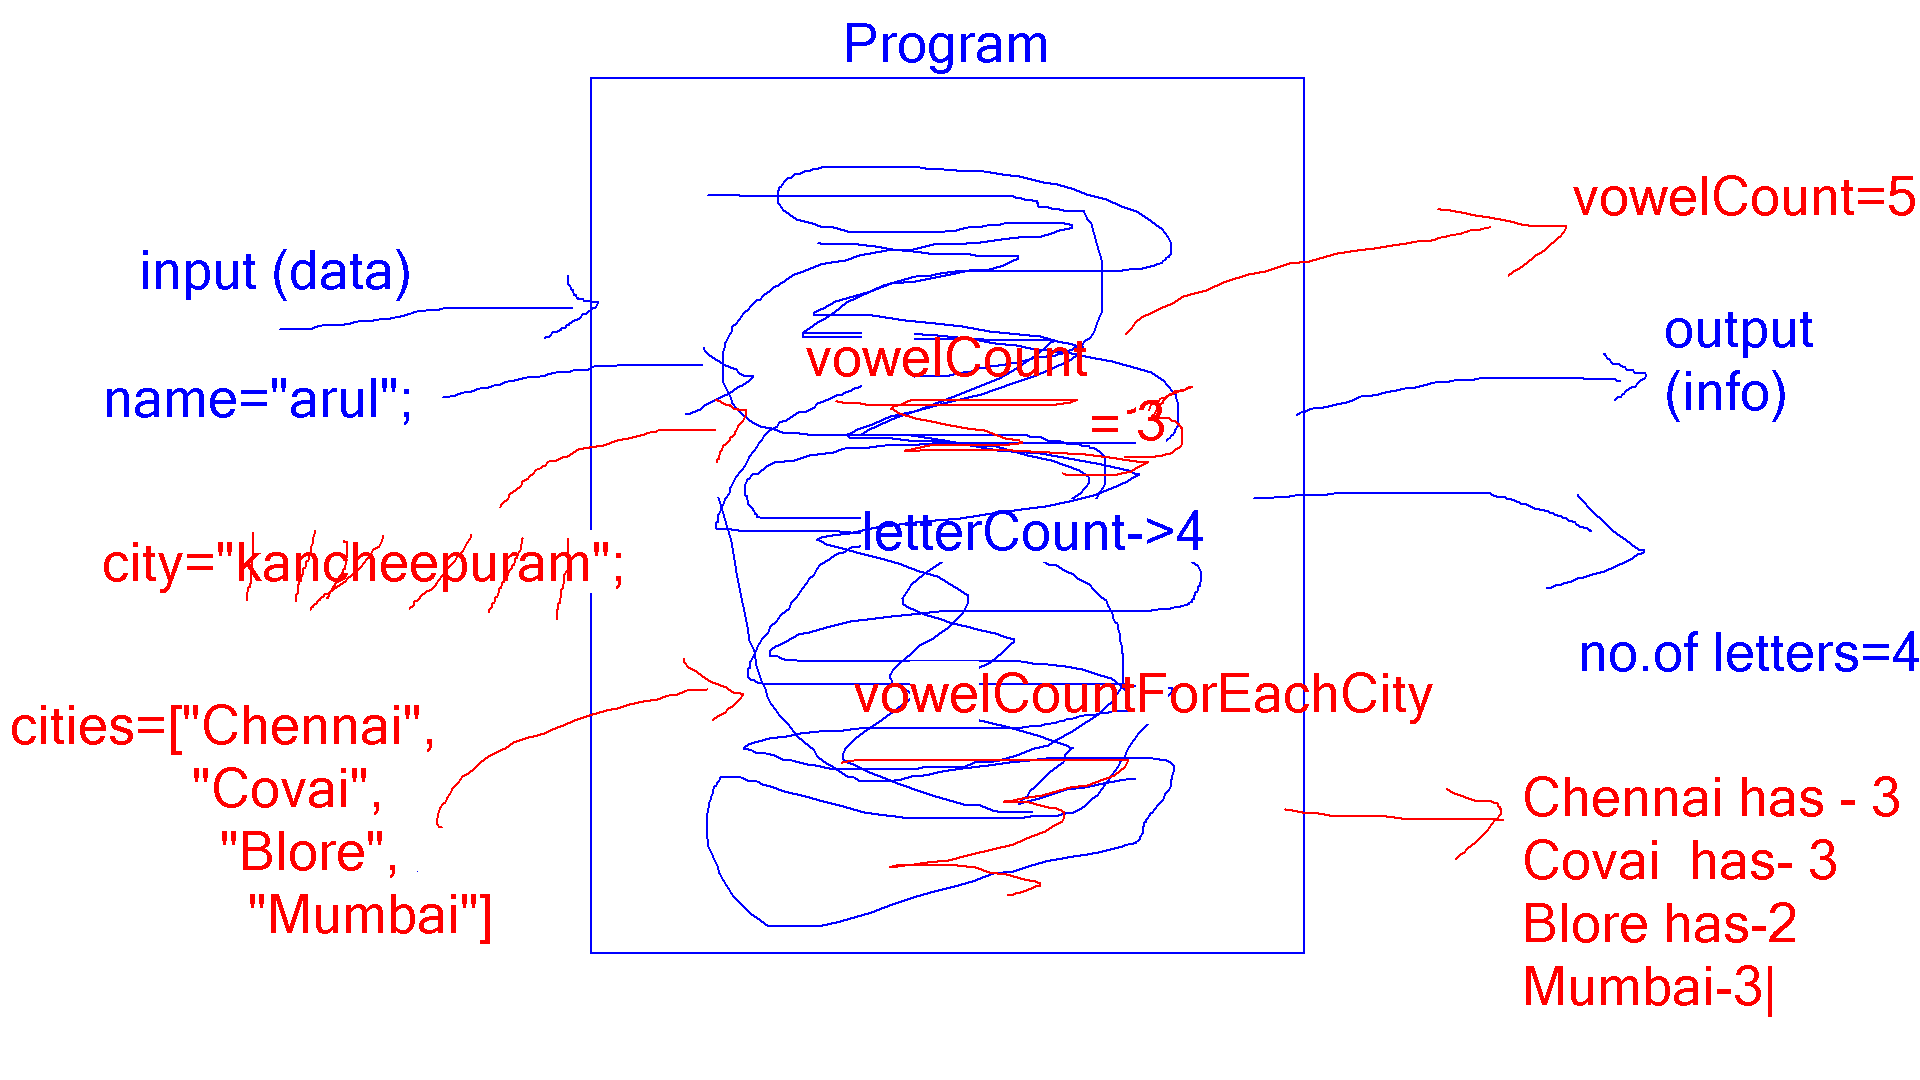 Program
input (data)
name="arul";
city="kancheepuram";
cities=["Chennai",
"Covai",
"Blore",
"Mumbai"]
vowelCount
= 3
letterCount->4
vowelCountForEachCity
vowelCount=5
output
(info)
no.of letters=4
Chennai has - 3
Covai  has- 3
Blore has-2
Mumbai-3|